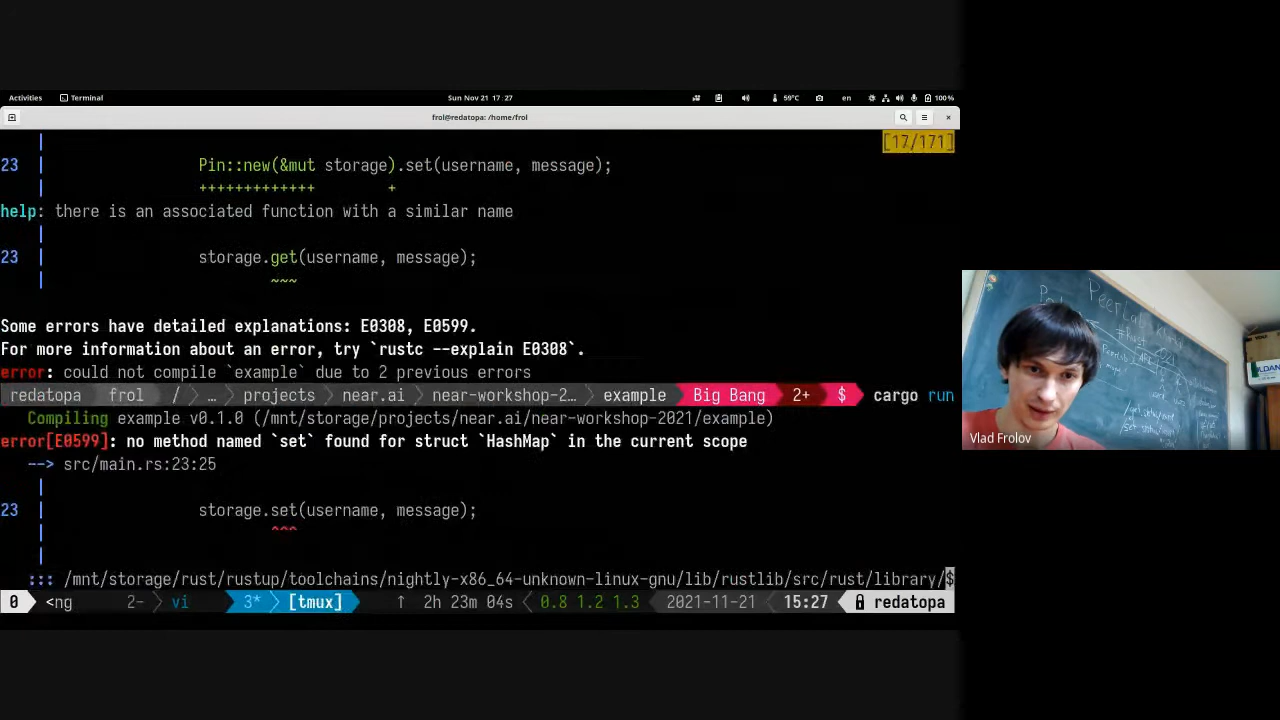 Activities Terminal Sun Nov 21 17:27 59°C en 100%
frol@redatopa: /home/frol
[17/171]
23 | Pin::new(&mut storage).set(username, message);
+++++++++++++ +
help: there is an associated function with a similar name
23 | storage.get(username, message);
~~~
Some errors have detailed explanations: E0308, E0599.
For more information about an error, try `rustc --explain E0308`.
error: could not compile `example` due to 2 previous errors
redatopa frol / … projects near.ai near-workshop-2… example Big Bang 2+ $ cargo run
Compiling example v0.1.0 (/mnt/storage/projects/near.ai/near-workshop-2021/example)
error[E0599]: no method named `set` found for struct `HashMap` in the current scope
--> src/main.rs:23:25
23 | storage.set(username, message);
^^^
::: /mnt/storage/rust/rustup/toolchains/nightly-x86_64-unknown-linux-gnu/lib/rustlib/src/rust/library/$
0 <ng 2- vi 3* [tmux] ↑ 2h 23m 04s 0.8 1.2 1.3 2021-11-21 15:27 redatopa
PeerLab
#Rust
Vlad Frolov